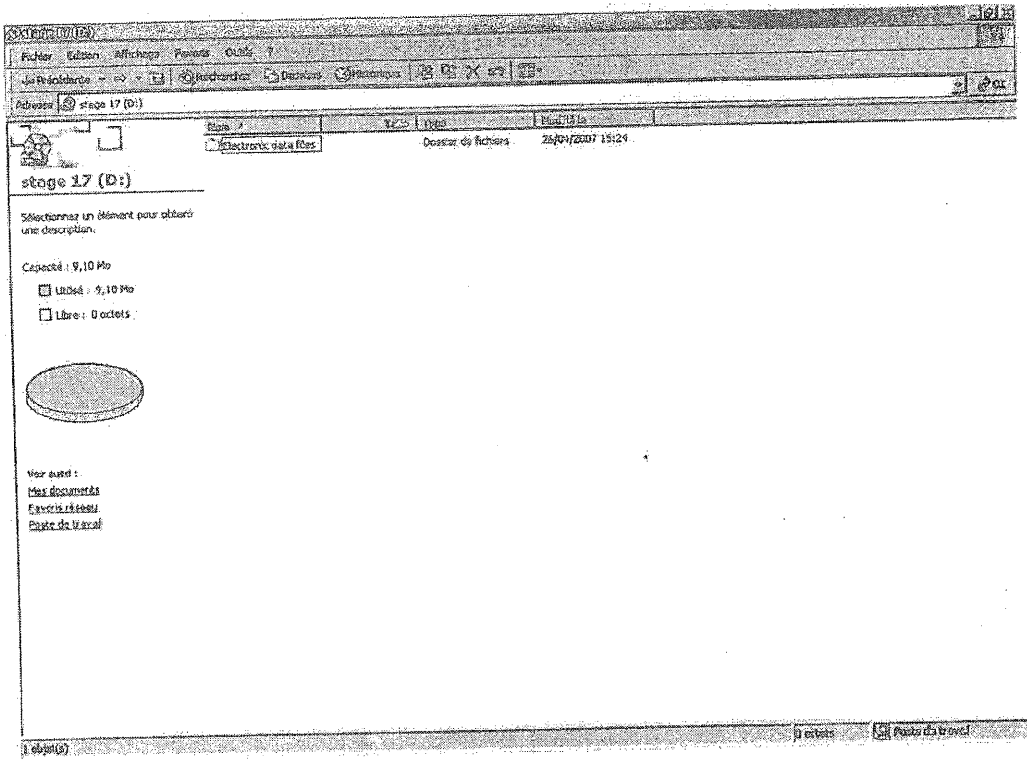 stage 17 (D:)
Fichier Edition Affichage Favoris Outils ?
Précédente Rechercher Dossiers Historique
Adresse stage 17 (D:) OK
Nom Taille Type Modifié le
Electronic data files Dossier de fichiers 26/04/2007 15:24
stage 17 (D:)
Sélectionnez un élément pour obtenir
une description.
Capacité : 9,10 Mo
Utilisé : 9,10 Mo
Libre : 0 octets
Voir aussi :
Mes documents
Favoris réseau
Poste de travail
1 objet(s) 0 octets Poste de travail